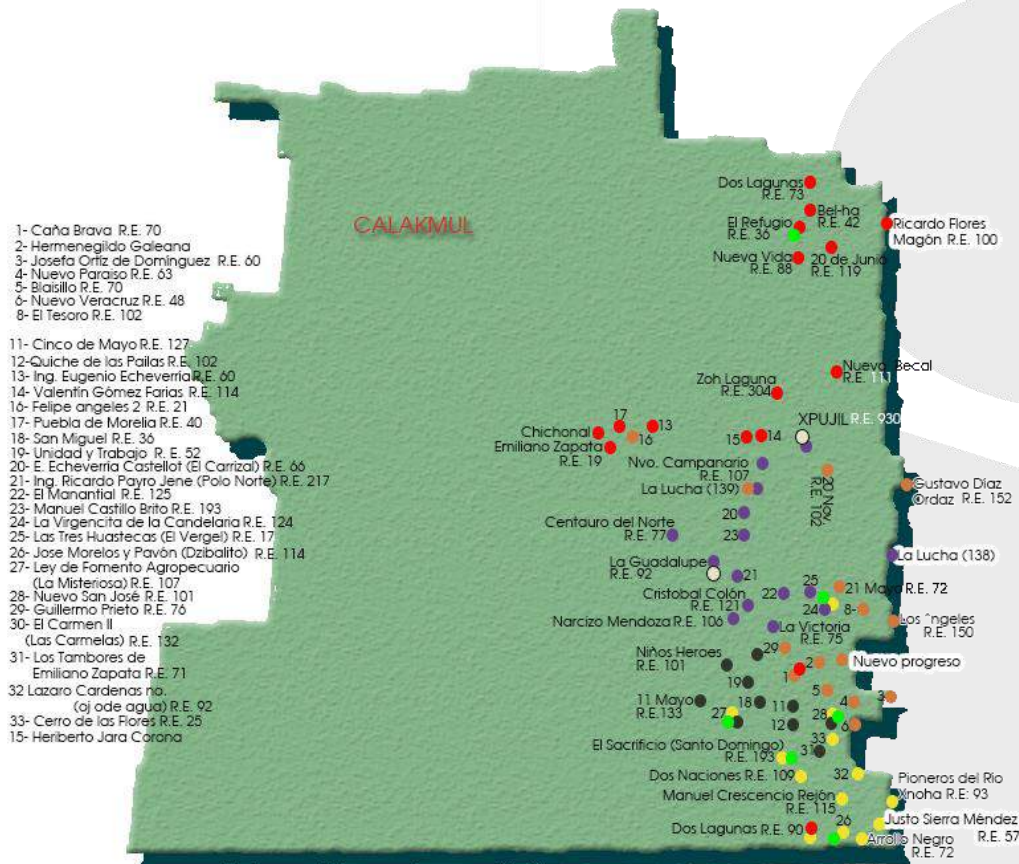 CALAKMUL
1- Caña Brava R.E. 70
2- Hermenegildo Galeana
3- Josefa Ortíz de Domínguez R.E. 60
4- Nuevo Paraiso R.E. 63
5- Blaisillo R.E. 70
6- Nuevo Veracruz R.E. 48
8- El Tesoro R.E. 102
11- Cinco de Mayo R.E. 127
12-Quiche de las Pailas R.E. 102
13- Ing. Eugenio Echeverría R.E. 60
14- Valentín Gómez Farias R.E. 114
16- Felipe angeles 2 R.E. 21
17- Puebla de Morelia R.E. 40
18- San Miguel R.E. 36
19- Unidad y Trabajo R.E. 52
20- E. Echeverría Castellot (El Carrizal) R.E. 66
21- Ing. Ricardo Payro Jene (Polo Norte) R.E. 217
22- El Manantial R.E. 125
23- Manuel Castillo Brito R.E. 193
24- La Virgencita de la Candelaria R.E. 124
25- Las Tres Huastecas (El Vergel) R.E. 17
26- Jose Morelos y Pavón (Dzibalito) R.E. 114
27- Ley de Fomento Agropecuario
(La Misteriosa) R.E. 107
28- Nuevo San José R.E. 101
29- Guillermo Prieto R.E. 76
30- El Carmen II
(Las Carmelas) R.E. 132
31- Los Tambores de
Emiliano Zapata R.E. 71
32 Lazaro Cardenas no.
(oj ode agua) R.E. 92
33- Cerro de las Flores R.E. 25
15- Heriberto Jara Corona
Dos Lagunas
R.E. 73
Bel-ha
R.E. 42
El Refugio
R.E. 36
Ricardo Flores
Magón R.E. 100
Nueva Vida
R.E. 88
20 de Junio
R.E. 119
Nuevo Becal
R.E. 111
Zoh Laguna
R.E. 304
XPUJIL R.E. 930
17
13
Chichonal
16
15
14
Emiliano Zapata
R.E. 19
Nvo. Campanario
R.E. 107
La Lucha (139)
20 Nov.
R.E. 102
Gustavo Diaz
Ordaz R.E. 152
20
Centauro del Norte
R.E. 77
23
La Lucha (138)
La Guadalupe
R.E. 92
21
25
21 Mayo R.E. 72
Cristobal Colón
R.E. 121
22
24
8-
Narcizo Mendoza R.E. 106
La Victoria
R.E. 75
Los ^ngeles
R.E. 150
Niños Heroes
R.E. 101
29
2
Nuevo progreso
1
19
5
11 Mayo
R.E.133
18
11
4
3
27
12
28
6
33
El Sacrificio (Santo Domingo)
R.E. 193
31
Dos Naciones R.E. 109
32
Pioneros del Rio
Xnoha R.E: 93
Manuel Crescencio Rejón
R.E. 115
26
Justo Sierra Méndez
R.E. 57
Dos Lagunas R.E. 90
Arrollo Negro
R.E. 72